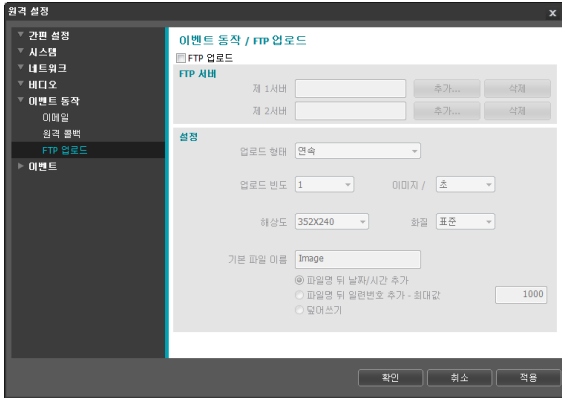 원격 설정
x
간편 설정
시스템
네트워크
비디오
이벤트 동작
이메일
원격 콜백
FTP 업로드
이벤트
이벤트 동작 / FTP 업로드
FTP 업로드
FTP 서버
제 1서버 추가... 삭제
제 2서버 추가... 삭제
설정
업로드 형태 연속
업로드 빈도 1 이미지 / 초
해상도 352X240 화질 표준
기본 파일 이름 Image
파일명 뒤 날짜/시간 추가
파일명 뒤 일련번호 추가 - 최대값 1000
덮어쓰기
확인 취소 적용